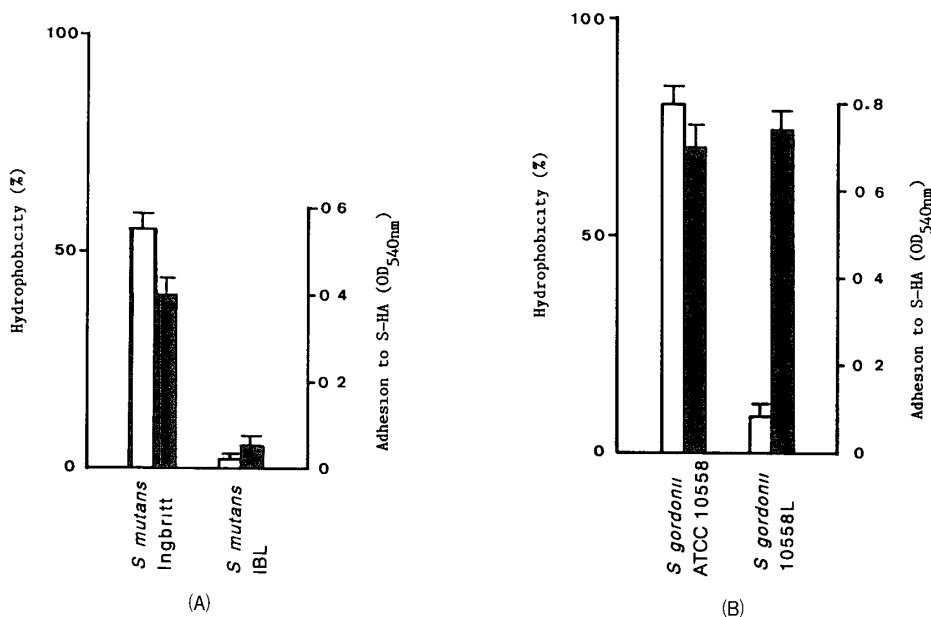 100
50
0
Hydrophobicity (%)
0 6
0 4
0 2
0
Adhesion to S-HA (OD540nm)
S mutans
Ingbritt
S mutans
IBL
(A)
100
50
0
Hydrophobicity (%)
0.8
0.6
0.4
0.2
0
Adhesion to S-HA (OD540nm)
S gordonii
ATCC 10558
S gordonii
10558L
(B)